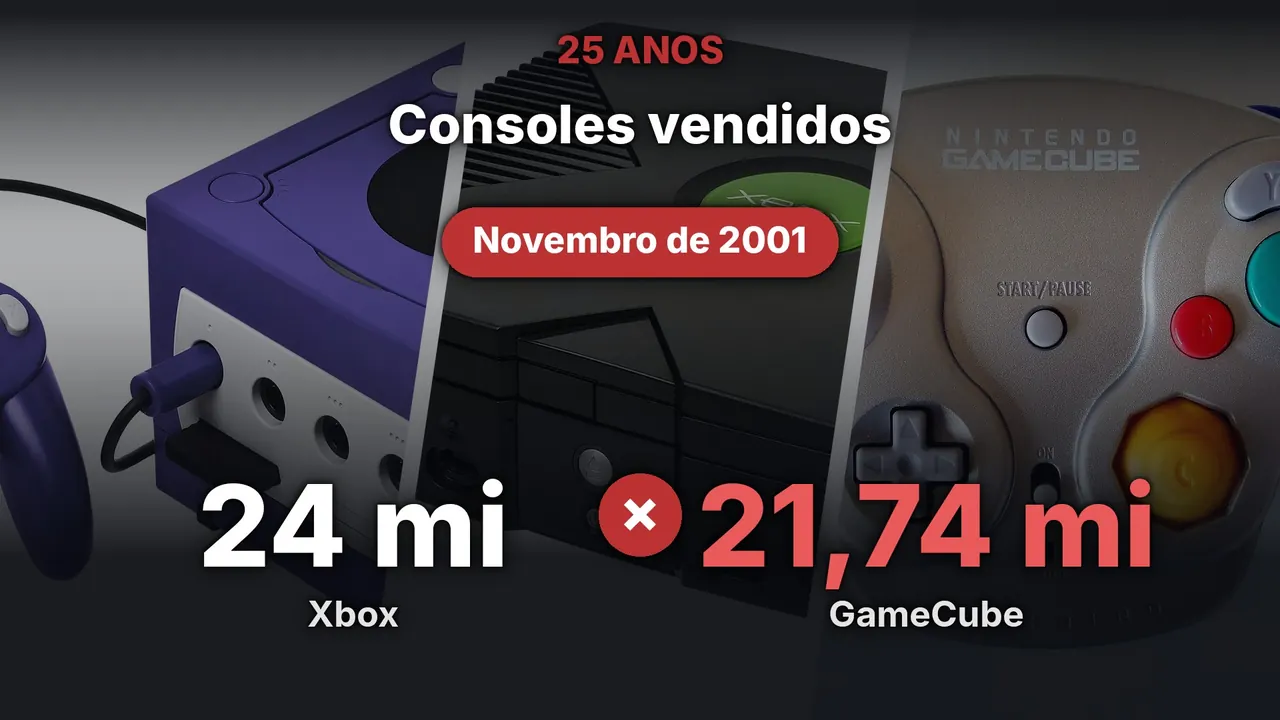 25 ANOS
Consoles vendidos
NINTENDO
GAMECUBE
XBOX
Y
Novembro de 2001
START/PAUSE
ON
24 mi
×
21,74 mi
Xbox
GameCube